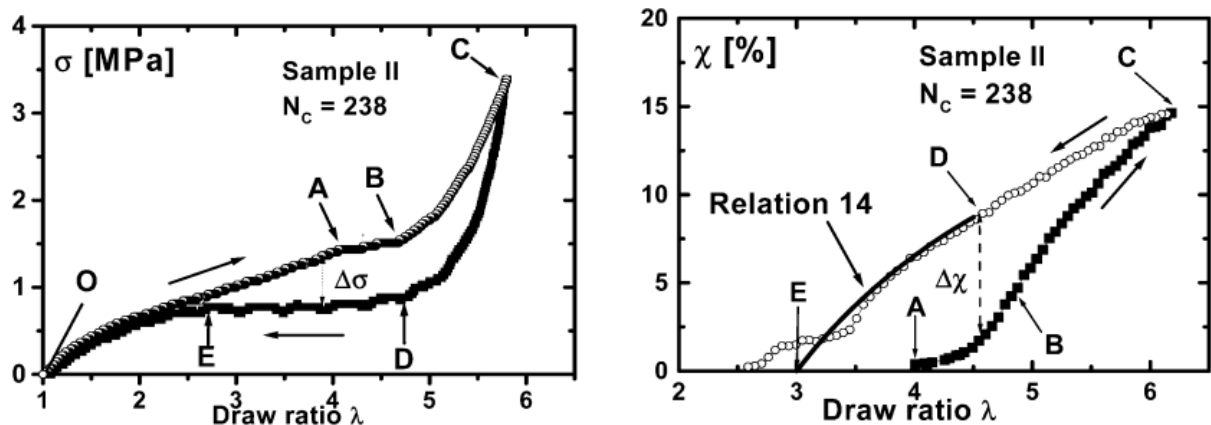 4
3
2
1
0
σ [MPa]
Sample II
N_C = 238
C
A
B
O
Δσ
E
D
1 2 3 4 5 6
Draw ratio λ
20
15
10
5
0
χ [%]
Sample II
N_C = 238
C
D
Relation 14
E
A
Δχ
B
2 3 4 5 6
Draw ratio λ